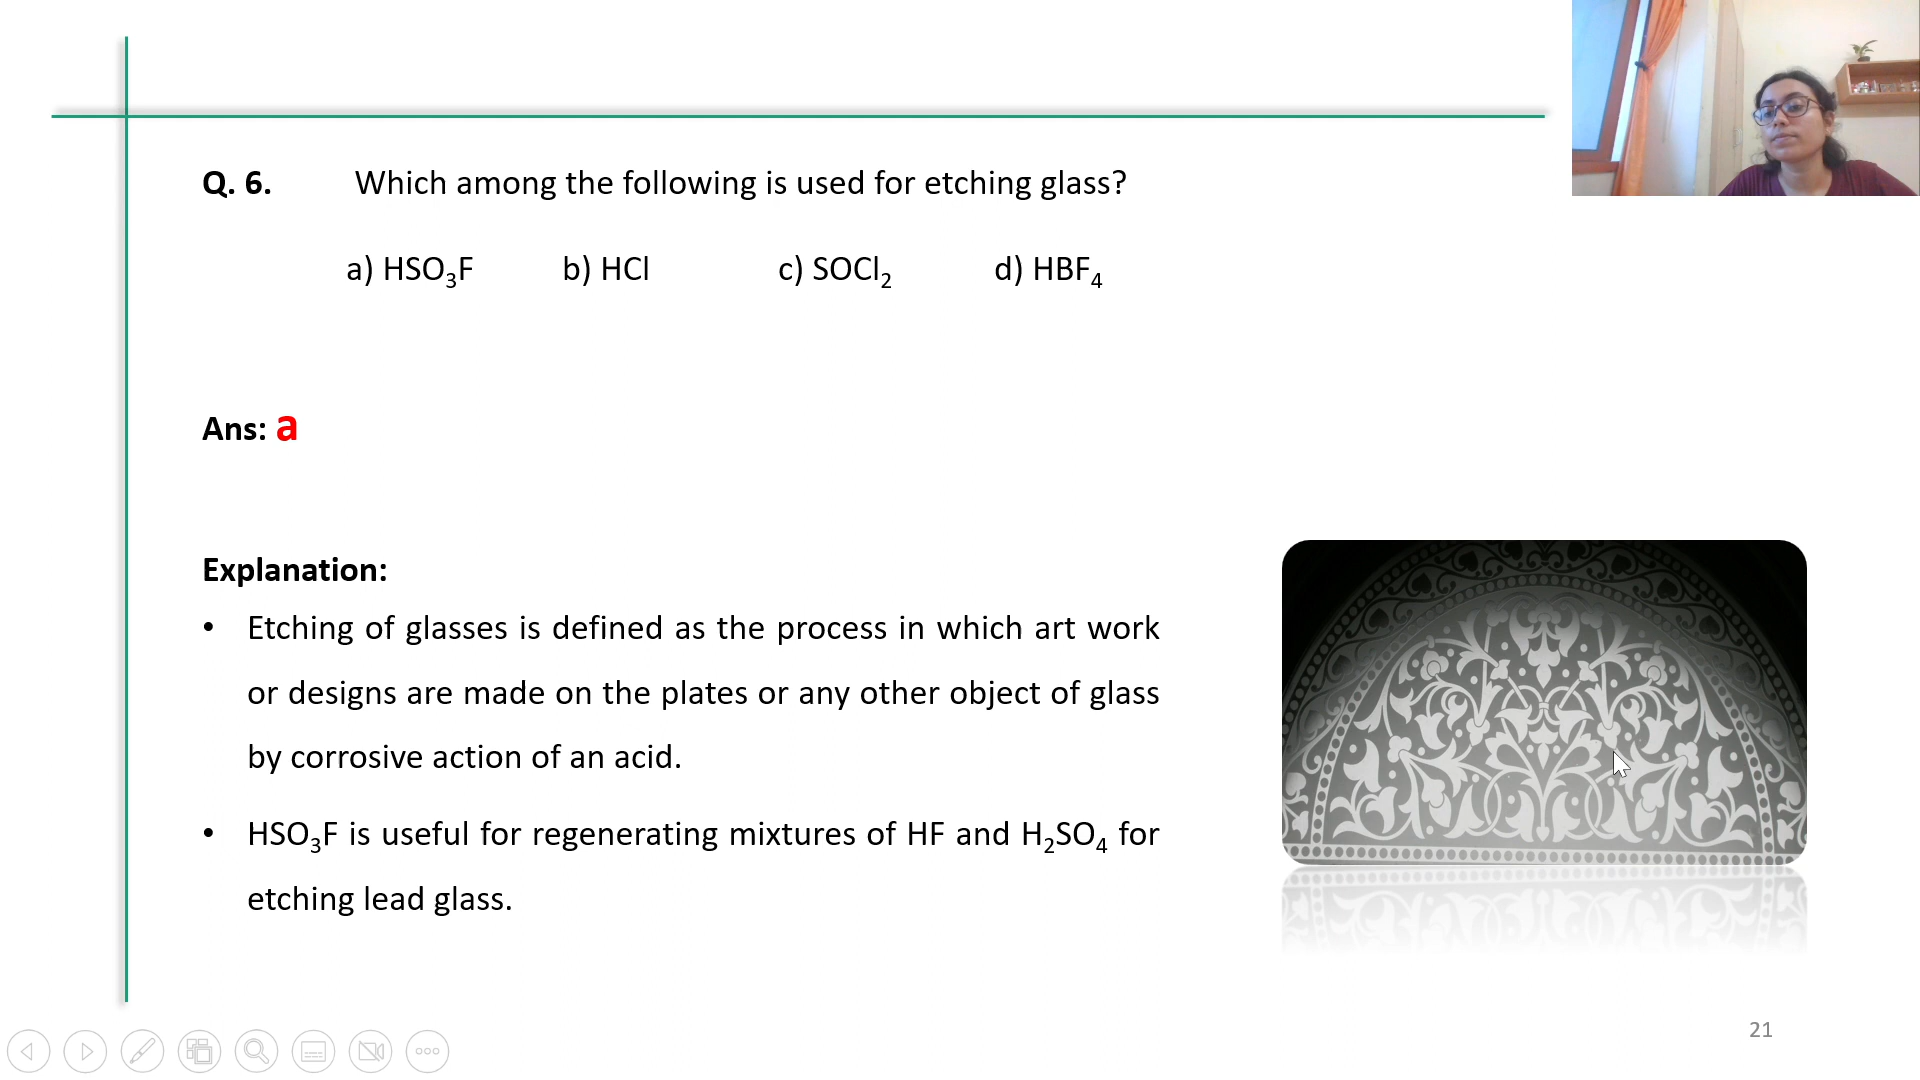 Q. 6. Which among the following is used for etching glass?
a) HSO₃F b) HCl c) SOCl₂ d) HBF₄
Ans: a
Explanation:
• Etching of glasses is defined as the process in which art work
or designs are made on the plates or any other object of glass
by corrosive action of an acid.
• HSO₃F is useful for regenerating mixtures of HF and H₂SO₄ for
etching lead glass.
21